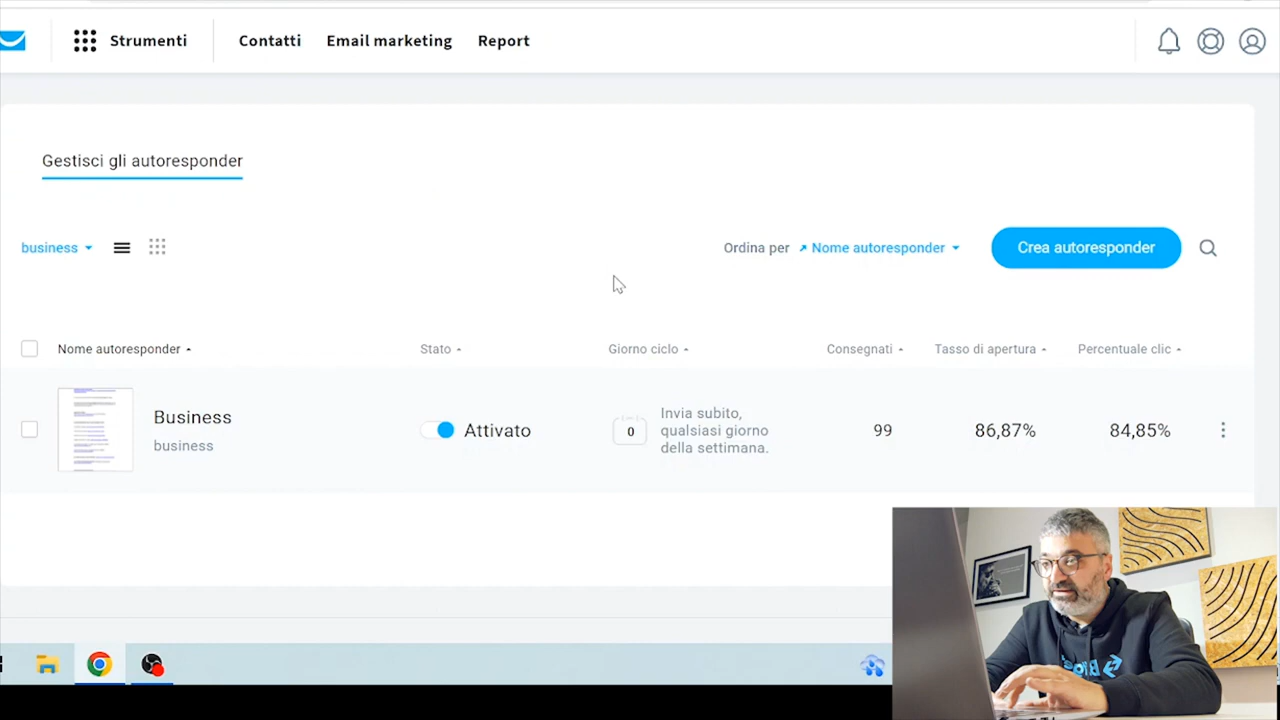 Strumenti
Contatti
Email marketing
Report
Gestisci gli autoresponder
business
Ordina per
Nome autoresponder
Crea autoresponder
Nome autoresponder
Stato
Giorno ciclo
Consegnati
Tasso di apertura
Percentuale clic
Business
business
Attivato
0
Invia subito,
qualsiasi giorno
della settimana.
99
86,87%
84,85%